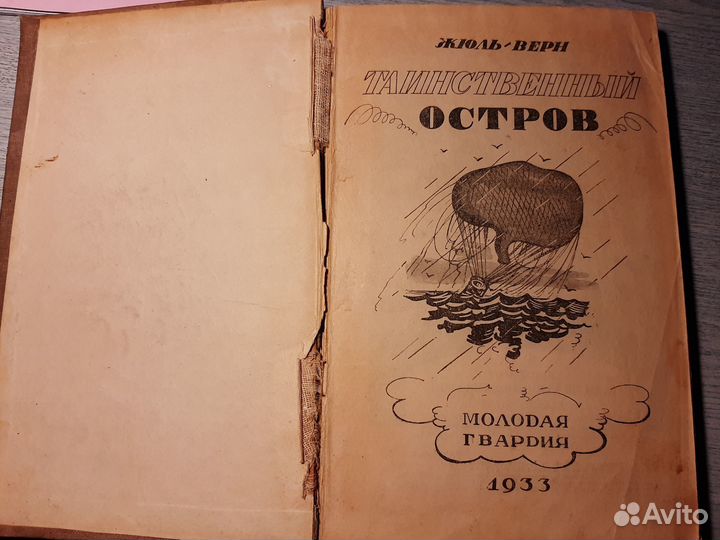 ЖЮЛЬ-ВЕРН
ТАИНСТВЕННЫЙ
ОСТРОВ
МОЛОДАЯ
ГВАРДИЯ
1933
Avito